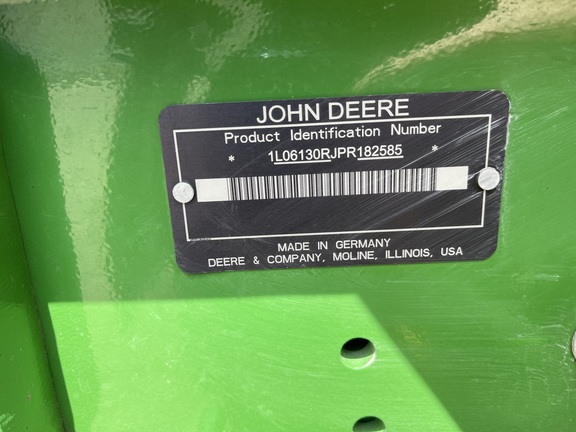 JOHN DEERE
Product Identification Number
* 1L06130RJPR182585 *
MADE IN GERMANY
DEERE & COMPANY, MOLINE, ILLINOIS, USA